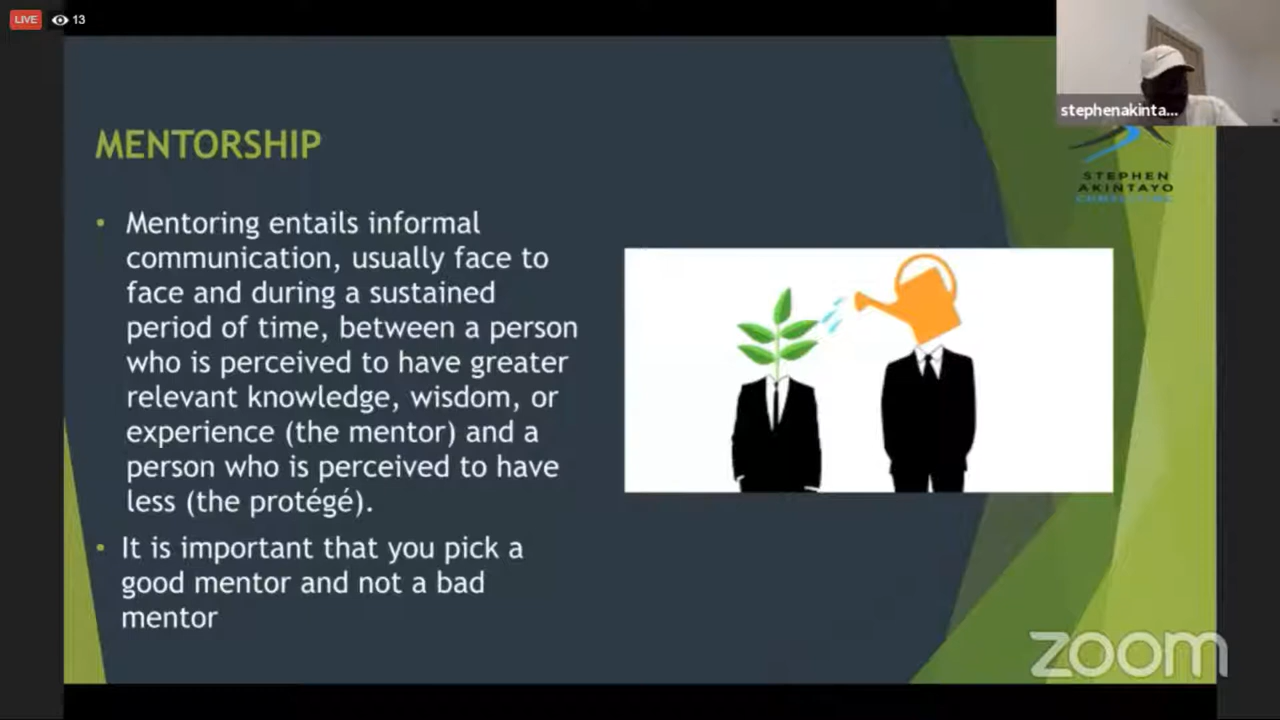 LIVE 13
stephenakinta...
STEPHEN
AKINTAYO
CONSULTING
MENTORSHIP
• Mentoring entails informal
communication, usually face to
face and during a sustained
period of time, between a person
who is perceived to have greater
relevant knowledge, wisdom, or
experience (the mentor) and a
person who is perceived to have
less (the protégé).
• It is important that you pick a
good mentor and not a bad
mentor
zoom